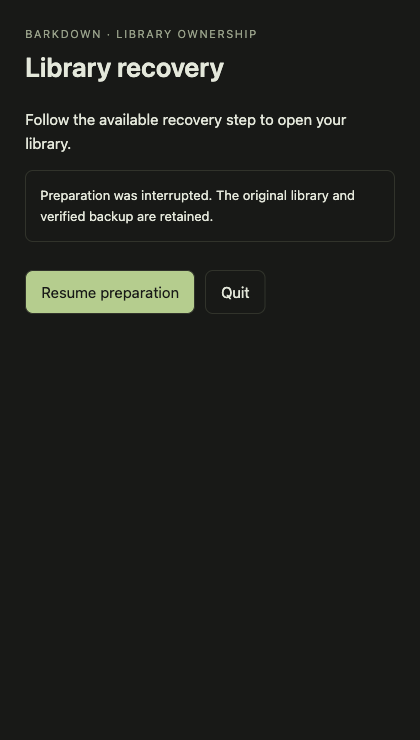 BARKDOWN · LIBRARY OWNERSHIP
Library recovery
Follow the available recovery step to open your
library.
Preparation was interrupted. The original library and
verified backup are retained.
Resume preparation
Quit